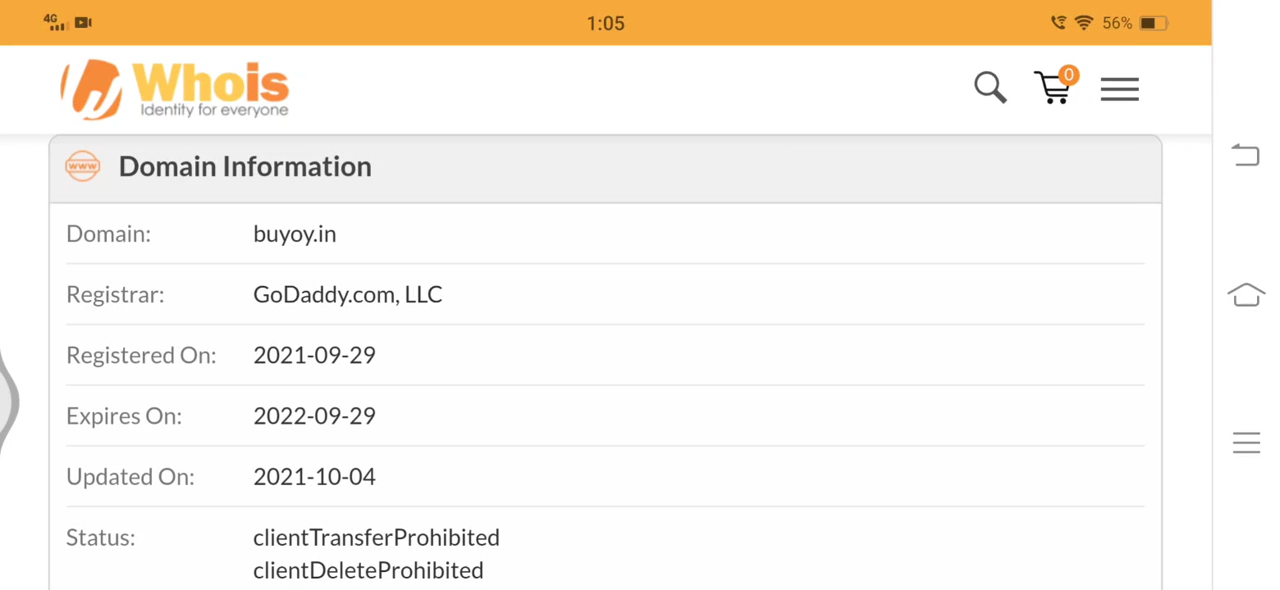 4G 1:05 56%
Whois 0
Identity for everyone
www Domain Information
Domain: buyoy.in
Registrar: GoDaddy.com, LLC
Registered On: 2021-09-29
Expires On: 2022-09-29
Updated On: 2021-10-04
Status: clientTransferProhibited
clientDeleteProhibited